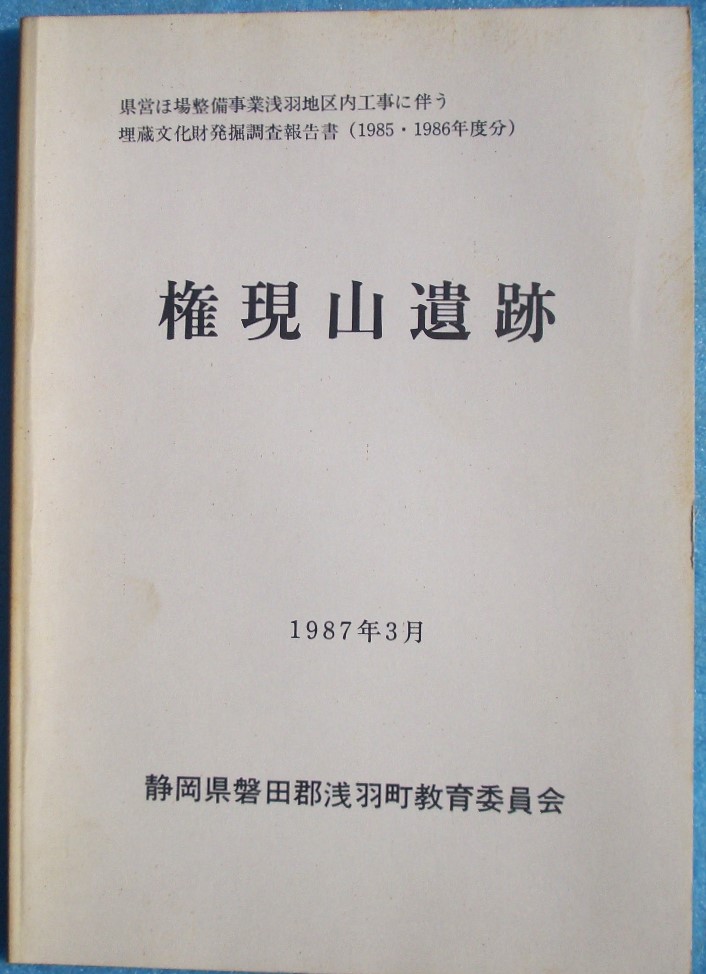 県営ほ場整備事業浅羽地区内工事に伴う
埋蔵文化財発掘調査報告書（1985・1986年度分）
権現山遺跡
1987年3月
静岡県磐田郡浅羽町教育委員会